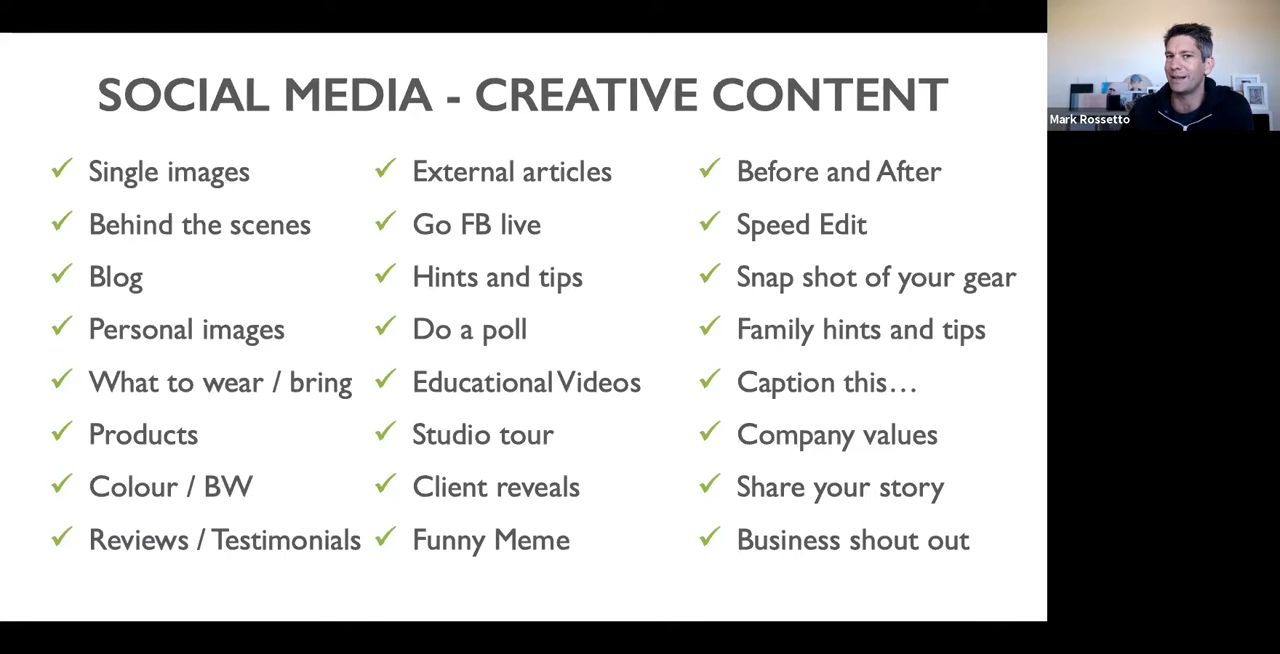 SOCIAL MEDIA - CREATIVE CONTENT
Single images
Behind the scenes
Blog
Personal images
What to wear / bring
Products
Colour / BW
Reviews / Testimonials
External articles
Go FB live
Hints and tips
Do a poll
Educational Videos
Studio tour
Client reveals
Funny Meme
Before and After
Speed Edit
Snap shot of your gear
Family hints and tips
Caption this…
Company values
Share your story
Business shout out
Mark Rossetto